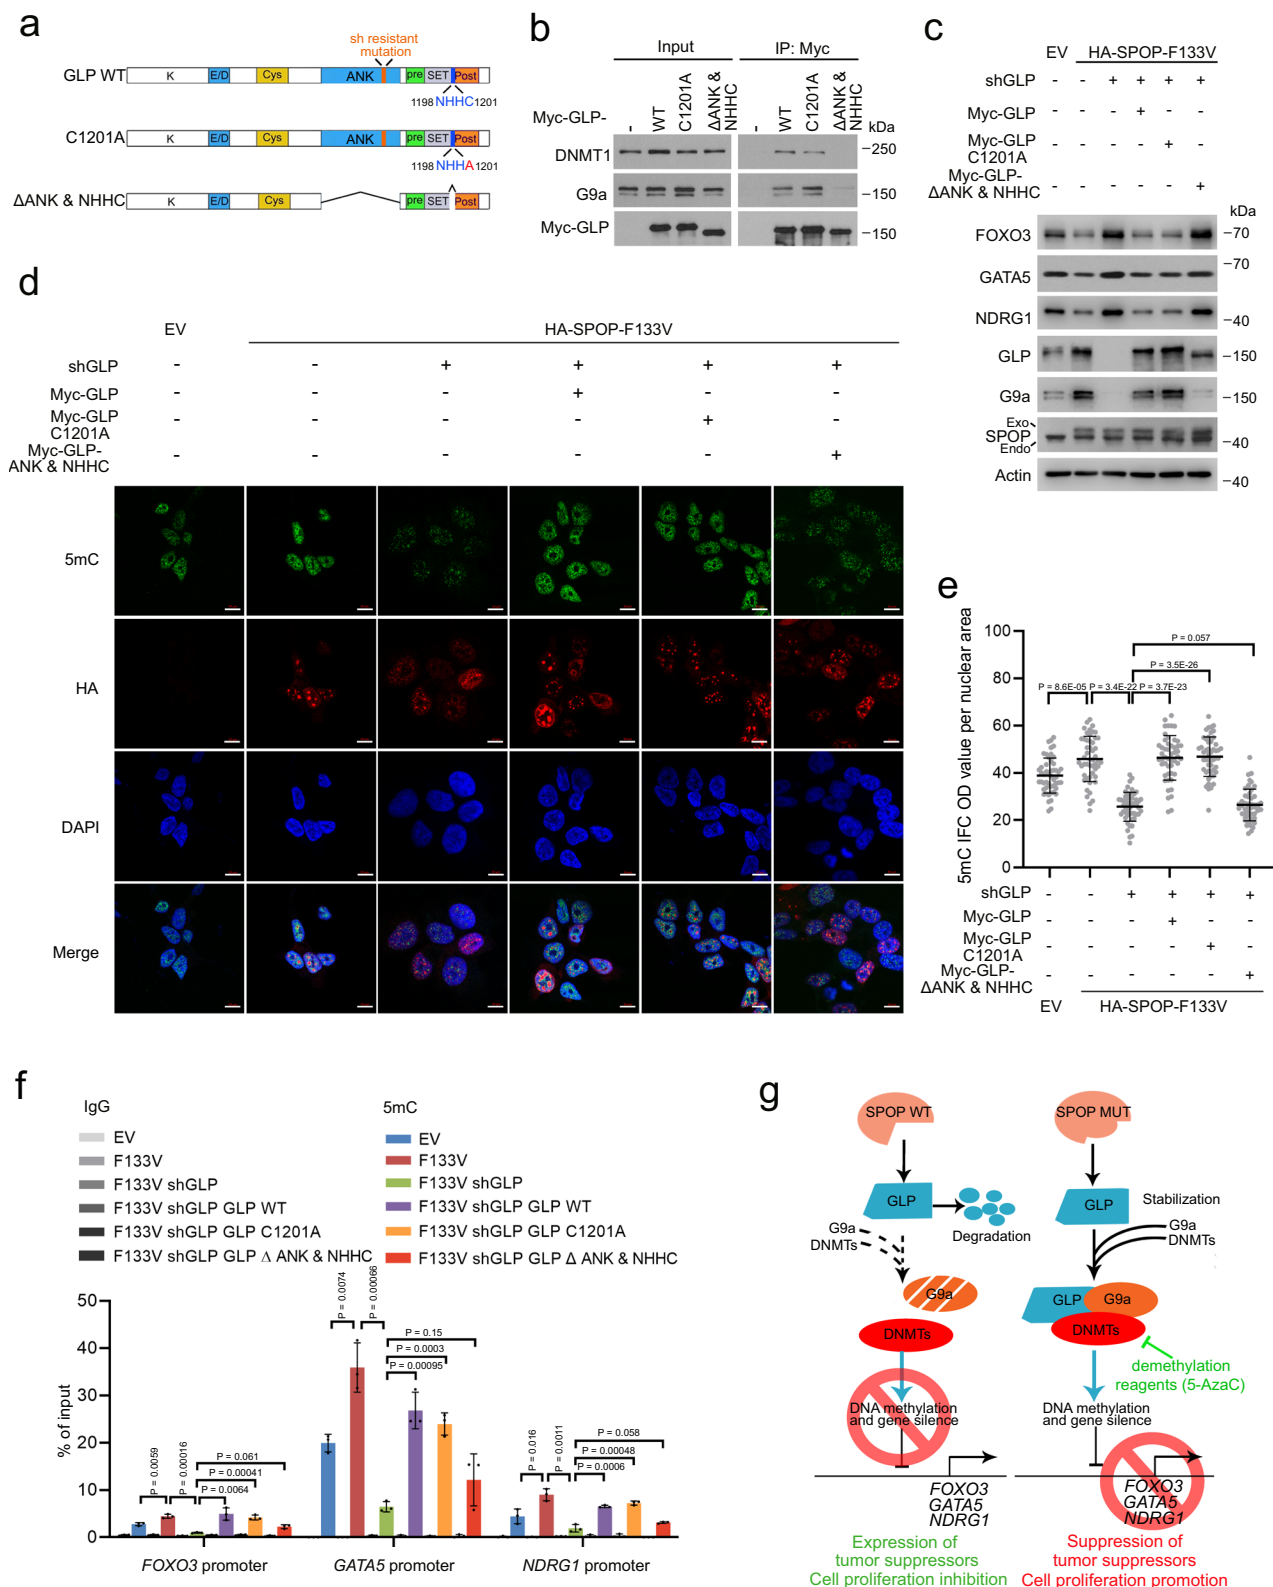 a
sh resistant
mutation
GLP WT
K
E/D
Cys
ANK
pre
SET
Post
1198 NHHC 1201
C1201A
K
E/D
Cys
ANK
pre
SET
Post
1198 NHHA 1201
ΔANK & NHHC
K
E/D
Cys
pre
SET
Post
b
Input
IP: Myc
Myc-GLP-
-
WT
C1201A
ΔANK &
NHHC
-
WT
C1201A
ΔANK &
NHHC
kDa
DNMT1
-250
G9a
-150
Myc-GLP
-150
c
EV
HA-SPOP-F133V
shGLP - - + + + +
Myc-GLP - - - + - -
Myc-GLP
C1201A - - - - + -
Myc-GLP-
ΔANK & NHHC - - - - - +
kDa
FOXO3 -70
GATA5 -70
NDRG1 -40
GLP -150
G9a -150
Exo
SPOP
Endo
-40
Actin -40
d
EV
HA-SPOP-F133V
shGLP - - + + + +
Myc-GLP - - - + - -
Myc-GLP
C1201A - - - - + -
Myc-GLP-
ANK & NHHC - - - - - +
5mC
HA
DAPI
Merge
e
5mC IFC OD value per nuclear area
100
80
60
40
20
0
P = 0.057
P = 3.5E-26
P = 8.6E-05
P = 3.4E-22
P = 3.7E-23
shGLP - - + + + +
Myc-GLP - - - + - -
Myc-GLP
C1201A - - - - + -
Myc-GLP-
ΔANK & NHHC - - - - - +
EV
HA-SPOP-F133V
f
IgG
EV
F133V
F133V shGLP
F133V shGLP GLP WT
F133V shGLP GLP C1201A
F133V shGLP GLP Δ ANK & NHHC
5mC
EV
F133V
F133V shGLP
F133V shGLP GLP WT
F133V shGLP GLP C1201A
F133V shGLP GLP Δ ANK & NHHC
% of input
50
40
30
20
10
0
P = 0.0059
P = 0.00016
P = 0.061
P = 0.00041
P = 0.0064
P = 0.0074
P = 0.00066
P = 0.15
P = 0.0003
P = 0.00095
P = 0.016
P = 0.0011
P = 0.058
P = 0.00048
P = 0.0006
FOXO3 promoter
GATA5 promoter
NDRG1 promoter
g
SPOP WT
GLP
Degradation
G9a
DNMTs
G9a
DNMTs
DNA methylation
and gene silence
FOXO3
GATA5
NDRG1
Expression of
tumor suppressors
Cell proliferation inhibition
SPOP MUT
GLP
Stabilization
G9a
DNMTs
GLP
G9a
DNMTs
demethylation
reagents (5-AzaC)
DNA methylation
and gene silence
FOXO3
GATA5
NDRG1
Suppression of
tumor suppressors
Cell proliferation promotion